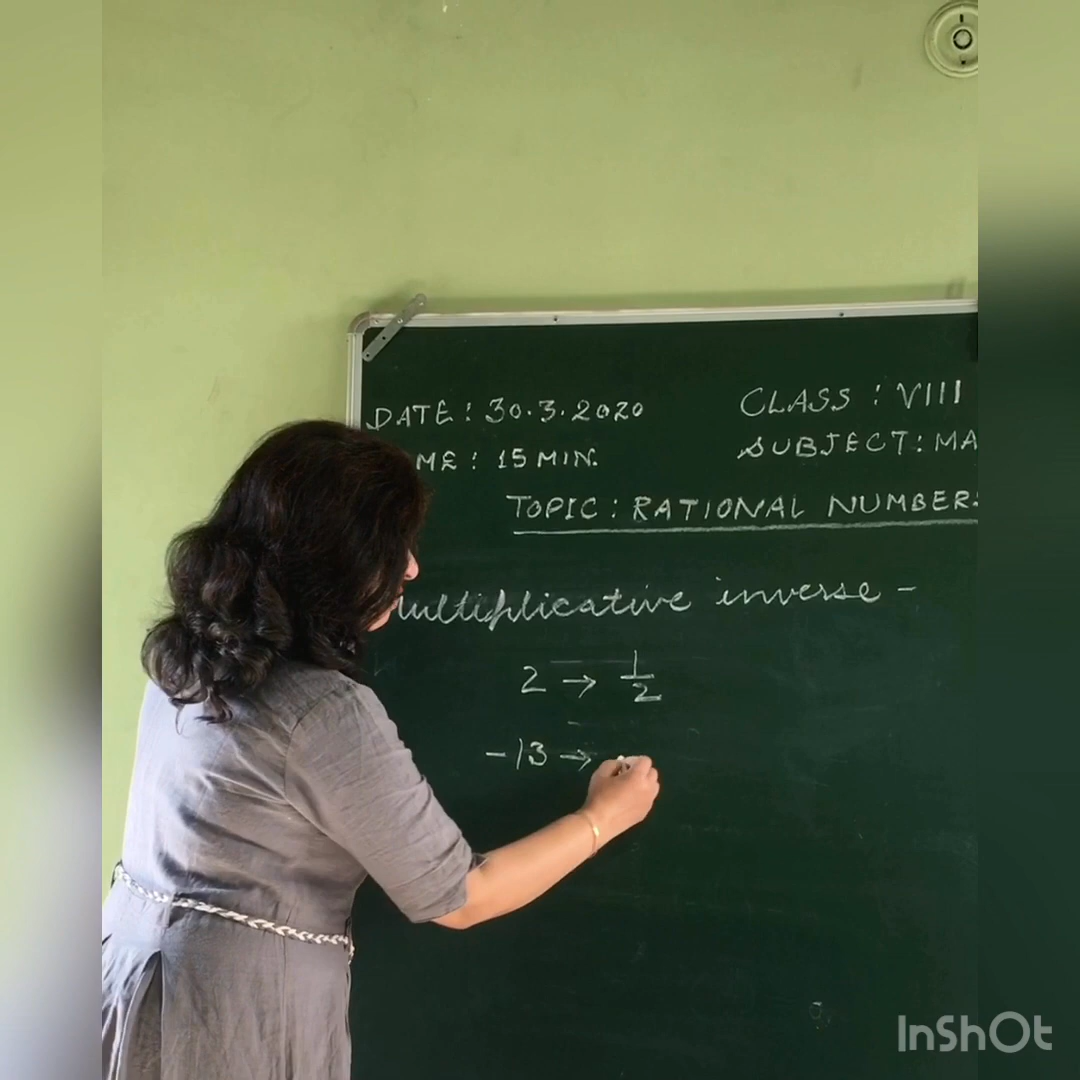 DATE : 30.3.2020
CLASS : VIII
ME : 15 MIN.
SUBJECT : MA
TOPIC : RATIONAL NUMBER
Multiplicative inverse -
2 → 1/2
-13 →
InShOt